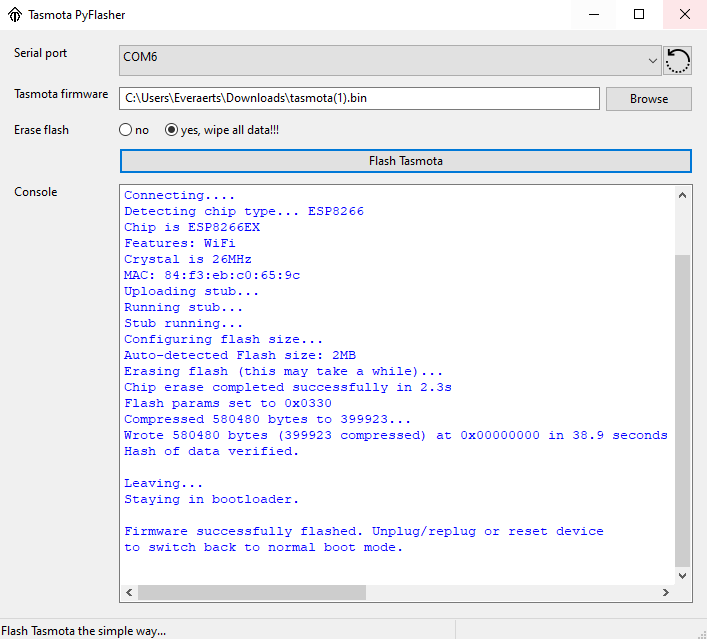 Tasmota PyFlasher
Serial port
COM6
Tasmota firmware
C:\Users\Everaerts\Downloads\tasmota(1).bin
Browse
Erase flash
no
yes, wipe all data!!!
Flash Tasmota
Console
Connecting....
Detecting chip type... ESP8266
Chip is ESP8266EX
Features: WiFi
Crystal is 26MHz
MAC: 84:f3:eb:c0:65:9c
Uploading stub...
Running stub...
Stub running...
Configuring flash size...
Auto-detected Flash size: 2MB
Erasing flash (this may take a while)...
Chip erase completed successfully in 2.3s
Flash params set to 0x0330
Compressed 580480 bytes to 399923...
Wrote 580480 bytes (399923 compressed) at 0x00000000 in 38.9 seconds
Hash of data verified.
Leaving...
Staying in bootloader.
Firmware successfully flashed. Unplug/replug or reset device
to switch back to normal boot mode.
Flash Tasmota the simple way...